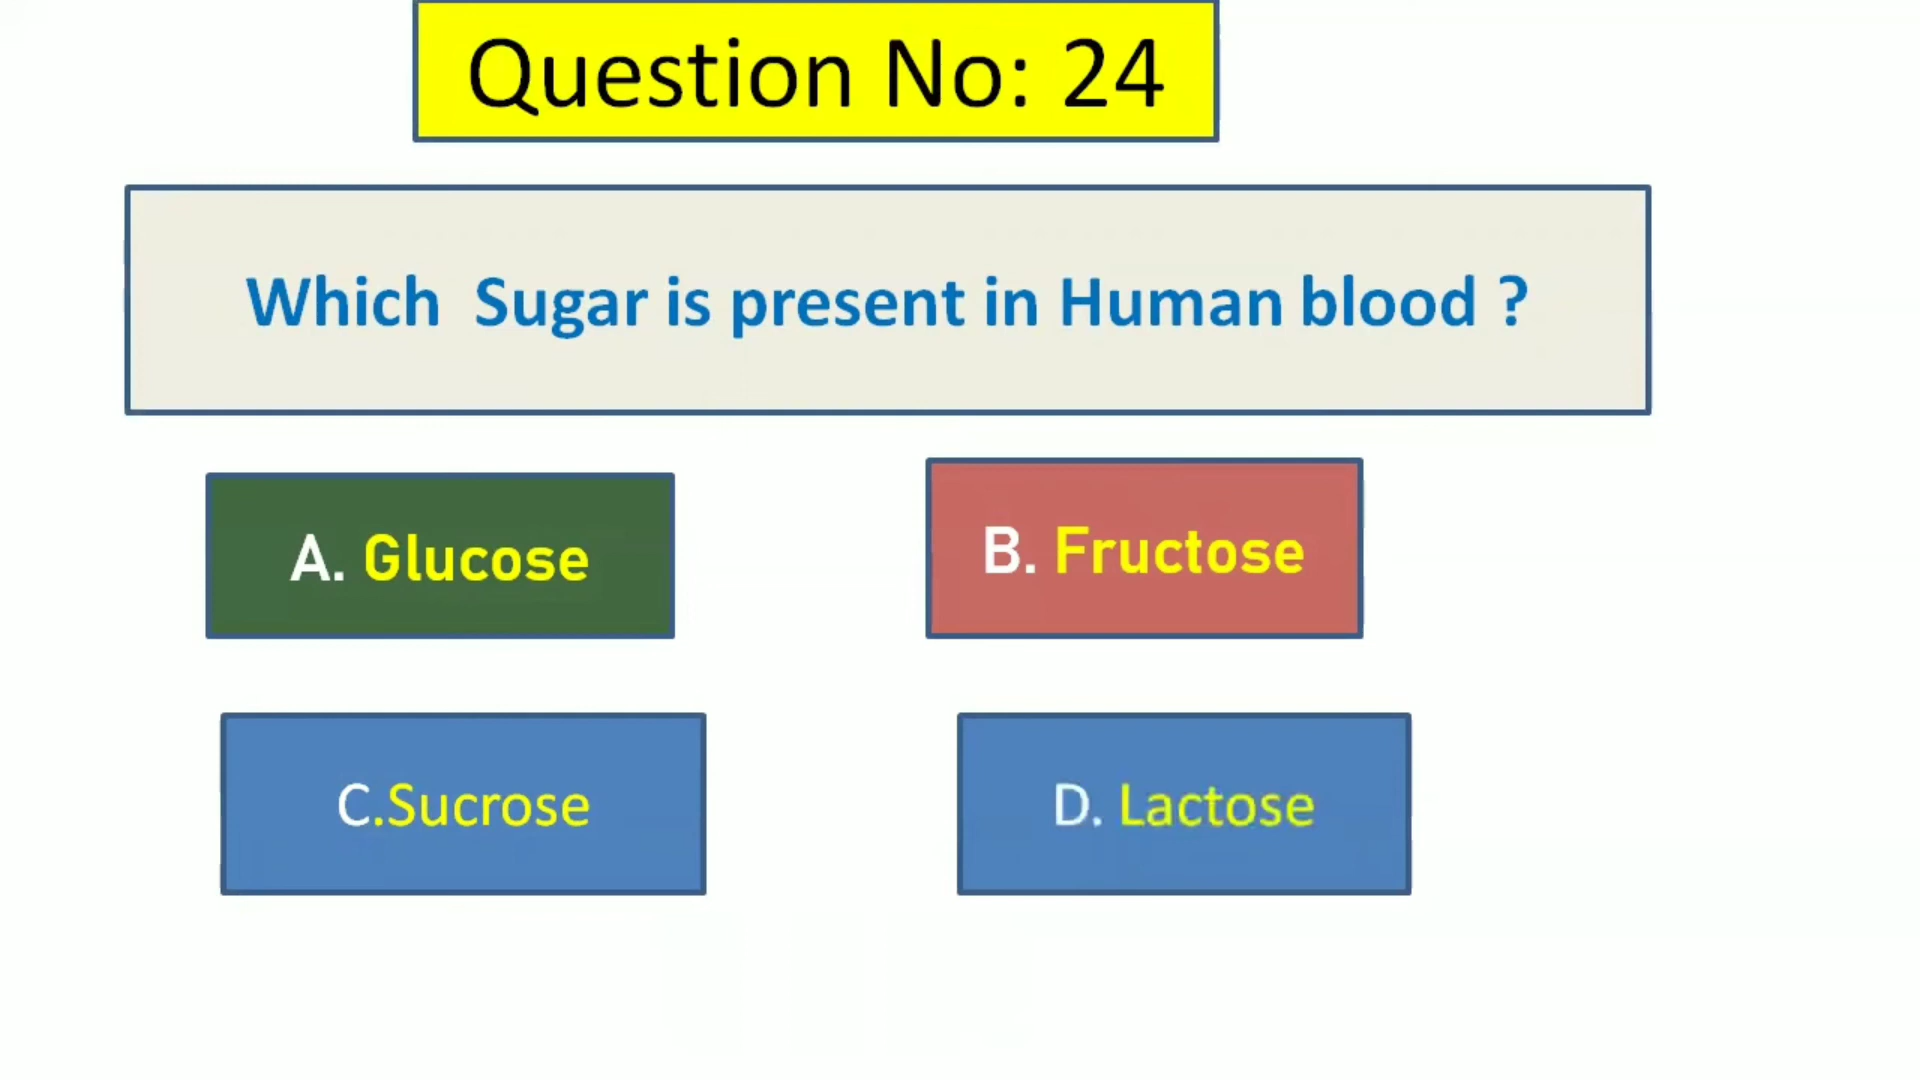 Question No: 24
Which Sugar is present in Human blood ?
A. Glucose
B. Fructose
C.Sucrose
D. Lactose